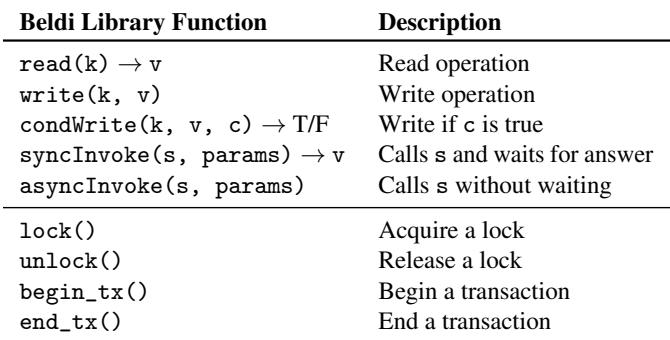 Beldi Library Function Description
read(k) → v Read operation
write(k, v) Write operation
condWrite(k, v, c) → T/F Write if c is true
syncInvoke(s, params) → v Calls s and waits for answer
asyncInvoke(s, params) Calls s without waiting
lock() Acquire a lock
unlock() Release a lock
begin_tx() Begin a transaction
end_tx() End a transaction